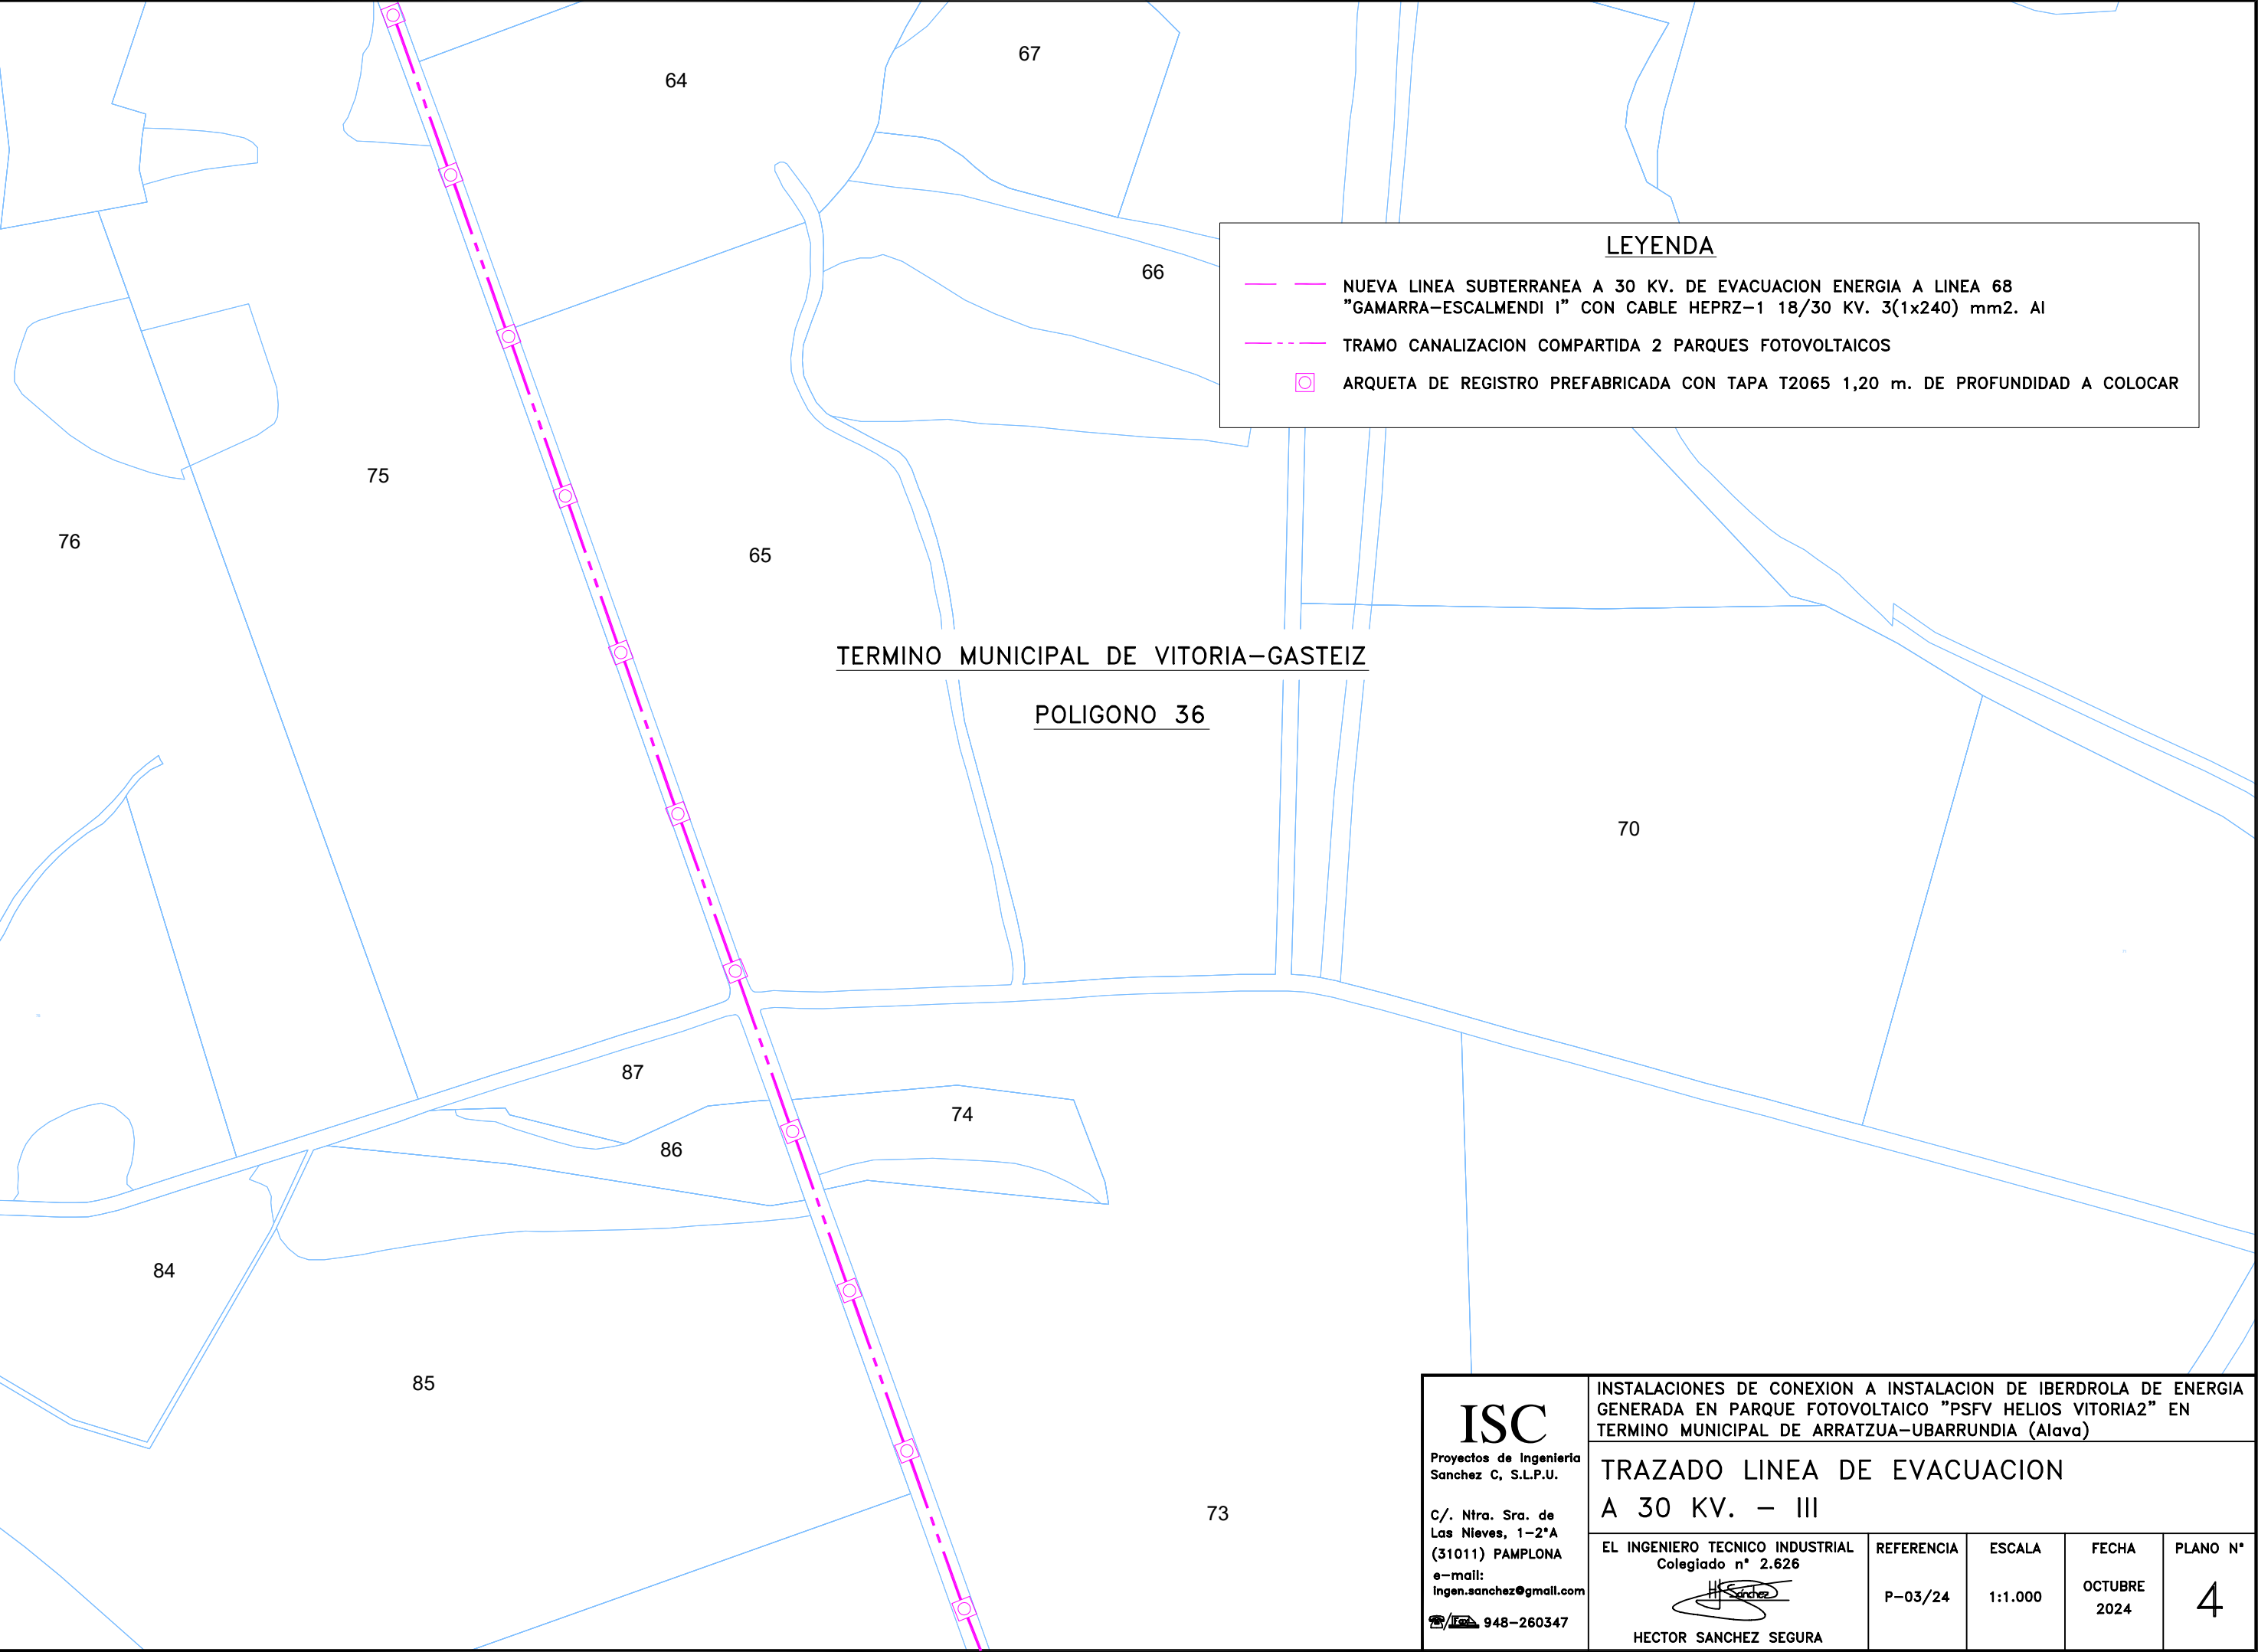 67
64
66
LEYENDA
NUEVA LINEA SUBTERRANEA A 30 KV. DE EVACUACION ENERGIA A LINEA 68
"GAMARRA-ESCALMENDI I" CON CABLE HEPRZ-1 18/30 KV. 3(1x240) mm2. Al
TRAMO CANALIZACION COMPARTIDA 2 PARQUES FOTOVOLTAICOS
ARQUETA DE REGISTRO PREFABRICADA CON TAPA T2065 1,20 m. DE PROFUNDIDAD A COLOCAR
75
76
65
TERMINO MUNICIPAL DE VITORIA-GASTEIZ
POLIGONO 36
70
87
74
86
84
85
73
ISC
Proyectos de Ingenieria
Sanchez C, S.L.P.U.
C/. Ntra. Sra. de
Las Nieves, 1-2ºA
(31011) PAMPLONA
e-mail:
ingen.sanchez@gmail.com
☎/Fax 948-260347
INSTALACIONES DE CONEXION A INSTALACION DE IBERDROLA DE ENERGIA
GENERADA EN PARQUE FOTOVOLTAICO "PSFV HELIOS VITORIA2" EN
TERMINO MUNICIPAL DE ARRATZUA-UBARRUNDIA (Alava)
TRAZADO LINEA DE EVACUACION
A 30 KV. - III
EL INGENIERO TECNICO INDUSTRIAL
Colegiado nº 2.626
H Sánchez
HECTOR SANCHEZ SEGURA
REFERENCIA
P-03/24
ESCALA
1:1.000
FECHA
OCTUBRE
2024
PLANO Nº
4